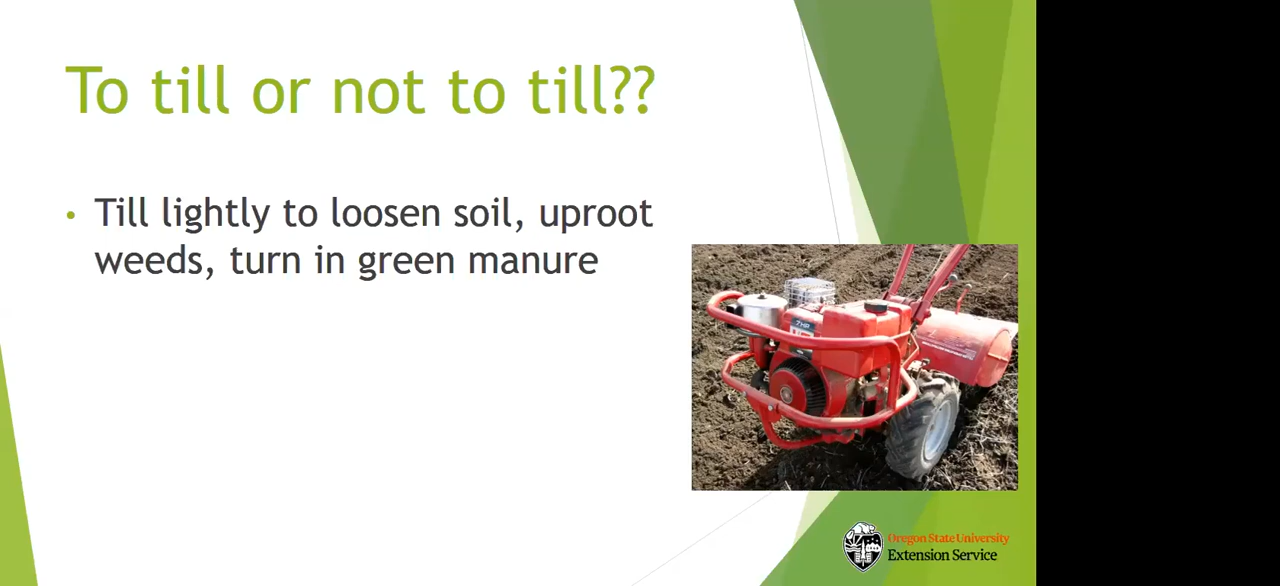 To till or not to till??
• Till lightly to loosen soil, uproot
weeds, turn in green manure
7HP
Oregon State University
Extension Service